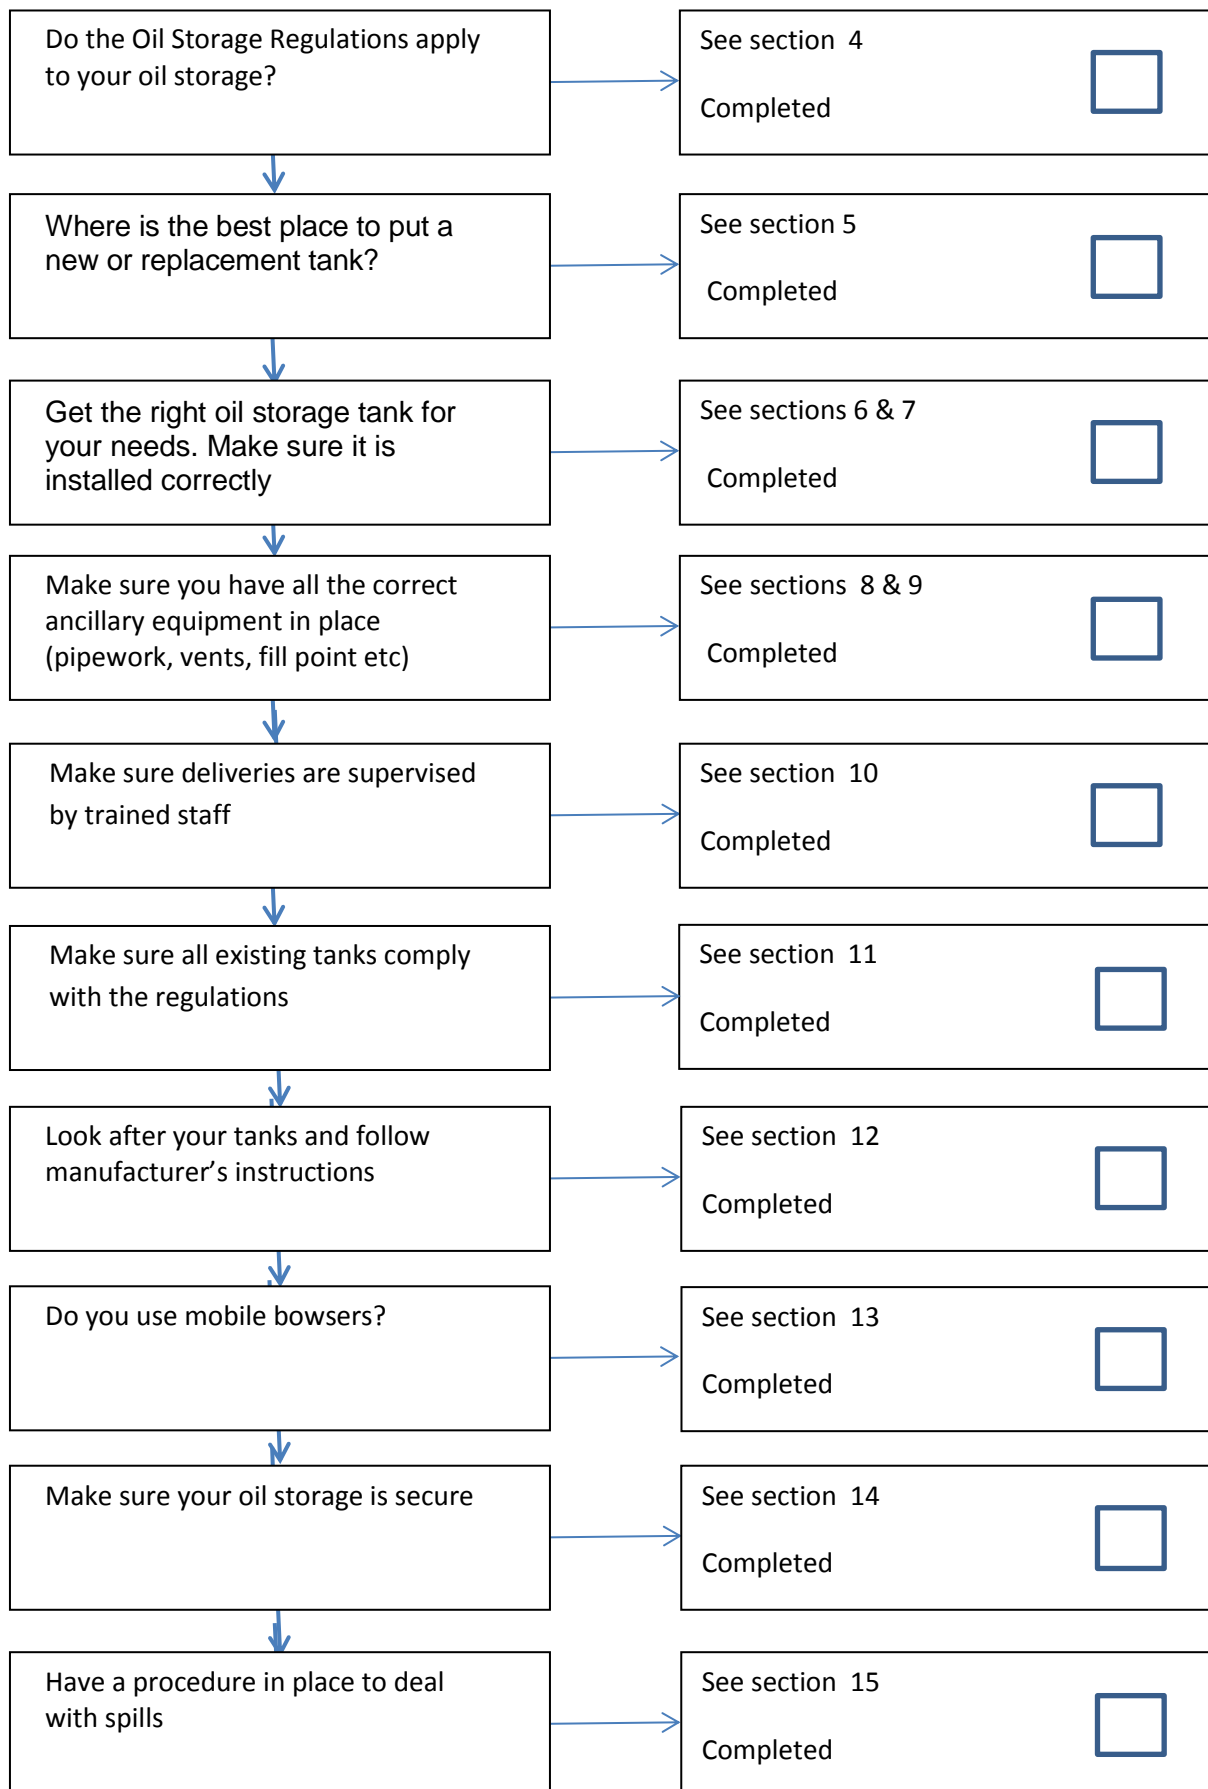 Do the Oil Storage Regulations apply
to your oil storage?
See section 4
Completed
Where is the best place to put a
new or replacement tank?
See section 5
Completed
Get the right oil storage tank for
your needs. Make sure it is
installed correctly
See sections 6 & 7
Completed
Make sure you have all the correct
ancillary equipment in place
(pipework, vents, fill point etc)
See sections 8 & 9
Completed
Make sure deliveries are supervised
by trained staff
See section 10
Completed
Make sure all existing tanks comply
with the regulations
See section 11
Completed
Look after your tanks and follow
manufacturer’s instructions
See section 12
Completed
Do you use mobile bowsers?
See section 13
Completed
Make sure your oil storage is secure
See section 14
Completed
Have a procedure in place to deal
with spills
See section 15
Completed